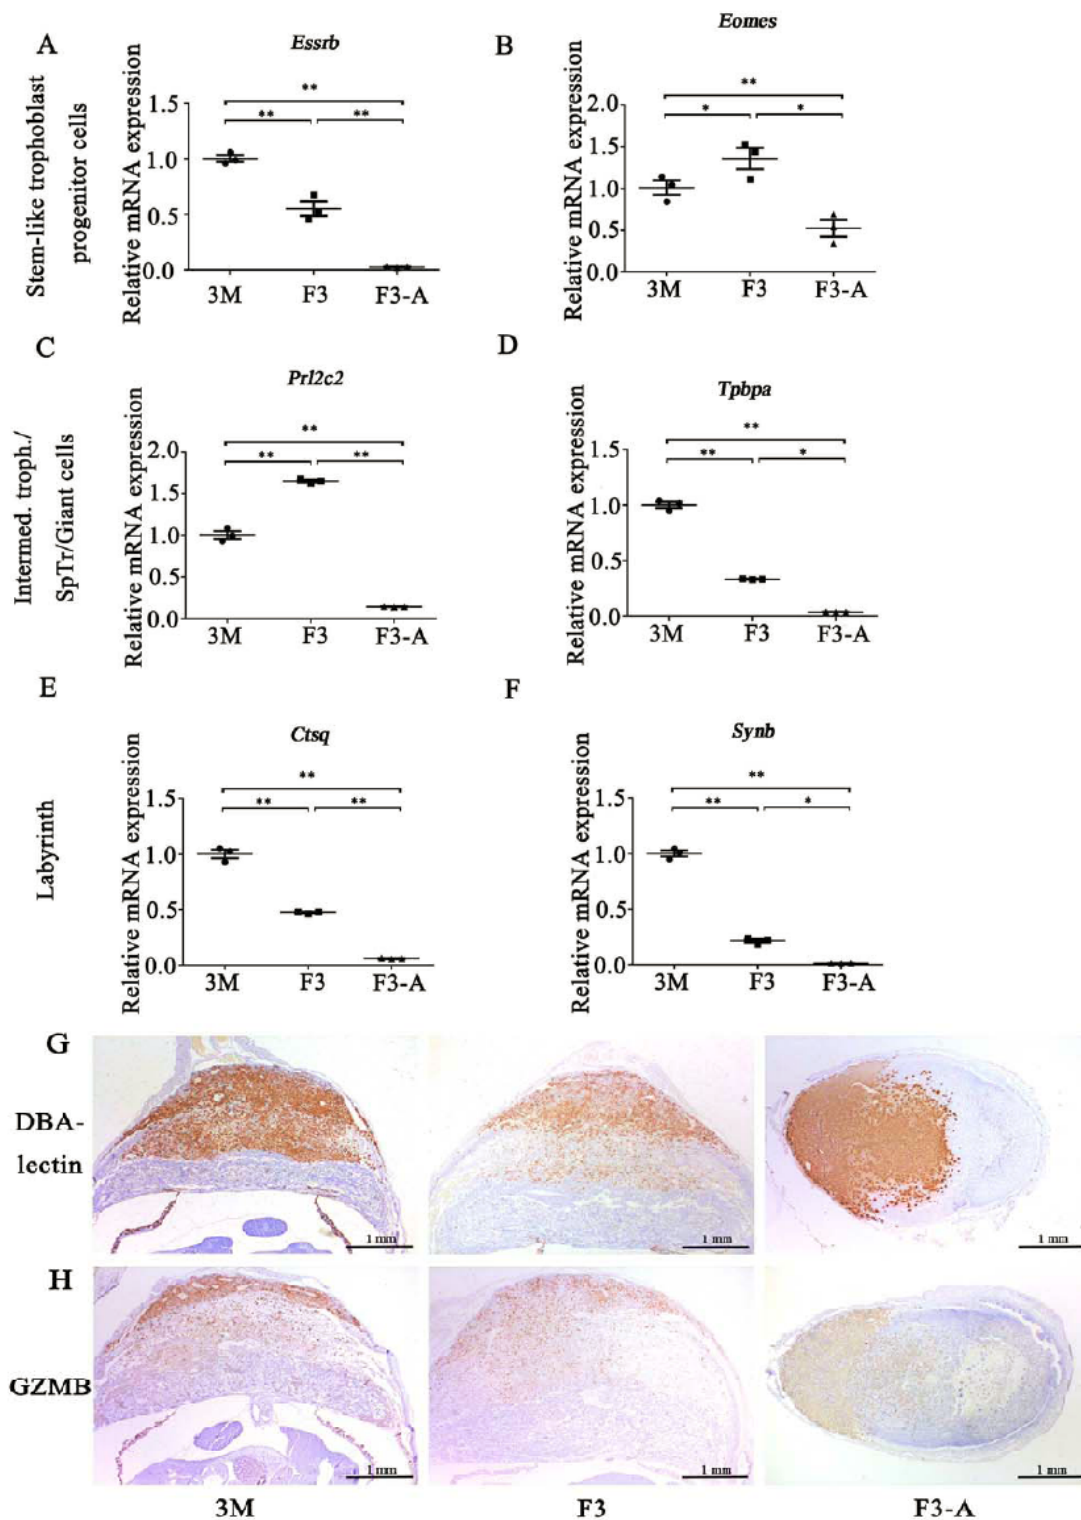 A
Essrb
Stem-like trophoblast
progenitor cells
Relative mRNA expression
**
**
**
1.5
1.0
0.5
0.0
3M
F3
F3-A
B
Eomes
Relative mRNA expression
**
*
*
2.0
1.5
1.0
0.5
0.0
3M
F3
F3-A
C
Prl2c2
Intermed. troph./
SpTr/Giant cells
Relative mRNA expression
**
**
**
2.0
1.5
1.0
0.5
0.0
3M
F3
F3-A
D
Tpbpa
Relative mRNA expression
**
**
*
1.5
1.0
0.5
0.0
3M
F3
F3-A
E
Ctsq
Labyrinth
Relative mRNA expression
**
**
**
1.5
1.0
0.5
0.0
3M
F3
F3-A
F
Synb
Relative mRNA expression
**
**
*
1.5
1.0
0.5
0.0
3M
F3
F3-A
G
DBA-
lectin
1 mm
1 mm
1 mm
H
GZMB
1 mm
1 mm
1 mm
3M
F3
F3-A